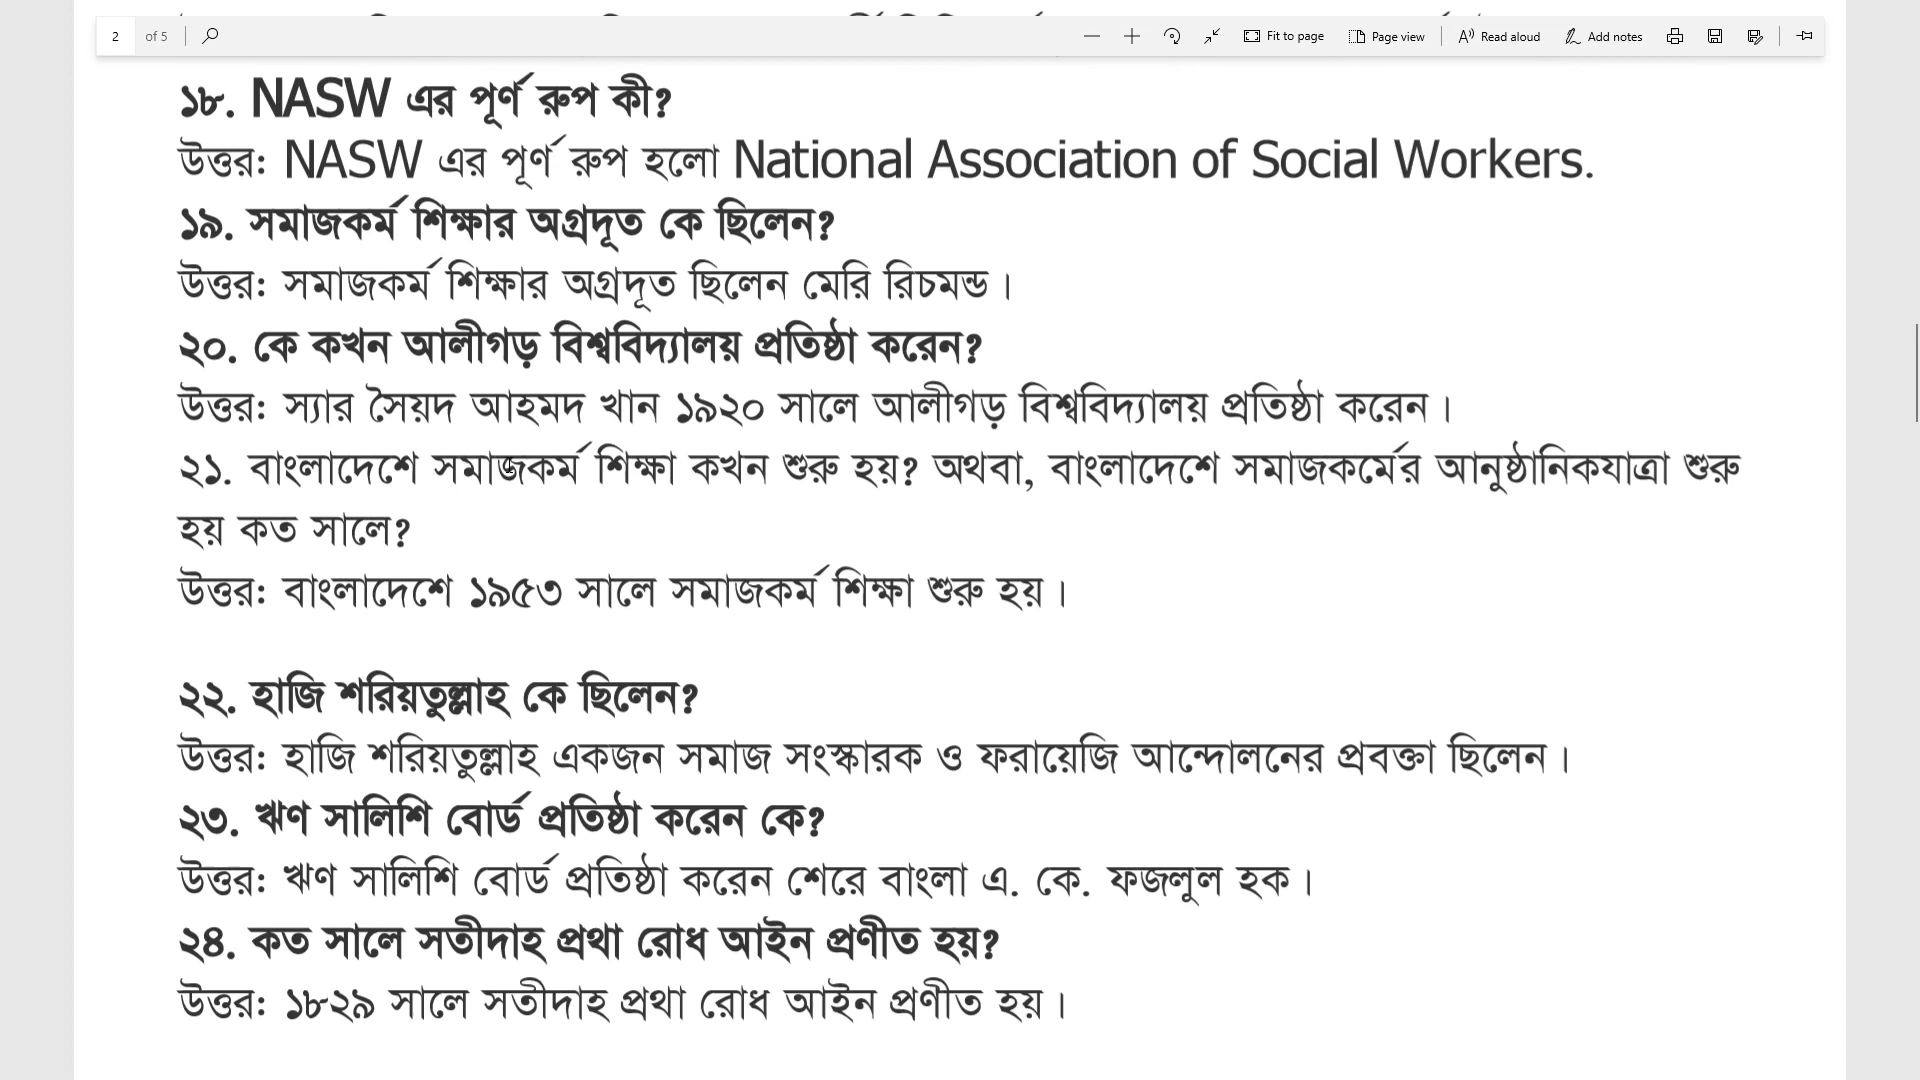 2 of 5 Fit to page Page view Read aloud Add notes
১৮. NASW এর পূর্ণ রুপ কী?
উত্তর: NASW এর পূর্ণ রুপ হলো National Association of Social Workers.
১৯. সমাজকর্ম শিক্ষার অগ্রদূত কে ছিলেন?
উত্তর: সমাজকর্ম শিক্ষার অগ্রদূত ছিলেন মেরি রিচমন্ড।
২০. কে কখন আলীগড় বিশ্ববিদ্যালয় প্রতিষ্ঠা করেন?
উত্তর: স্যার সৈয়দ আহমদ খান ১৯২০ সালে আলীগড় বিশ্ববিদ্যালয় প্রতিষ্ঠা করেন।
২১. বাংলাদেশে সমাজকর্ম শিক্ষা কখন শুরু হয়? অথবা, বাংলাদেশে সমাজকর্মের আনুষ্ঠানিকযাত্রা শুরু
হয় কত সালে?
উত্তর: বাংলাদেশে ১৯৫৩ সালে সমাজকর্ম শিক্ষা শুরু হয়।
২২. হাজি শরিয়তুল্লাহ কে ছিলেন?
উত্তর: হাজি শরিয়তুল্লাহ একজন সমাজ সংস্কারক ও ফরায়েজি আন্দোলনের প্রবক্তা ছিলেন।
২৩. ঋণ সালিশি বোর্ড প্রতিষ্ঠা করেন কে?
উত্তর: ঋণ সালিশি বোর্ড প্রতিষ্ঠা করেন শেরে বাংলা এ. কে. ফজলুল হক।
২৪. কত সালে সতীদাহ প্রথা রোধ আইন প্রণীত হয়?
উত্তর: ১৮২৯ সালে সতীদাহ প্রথা রোধ আইন প্রণীত হয়।